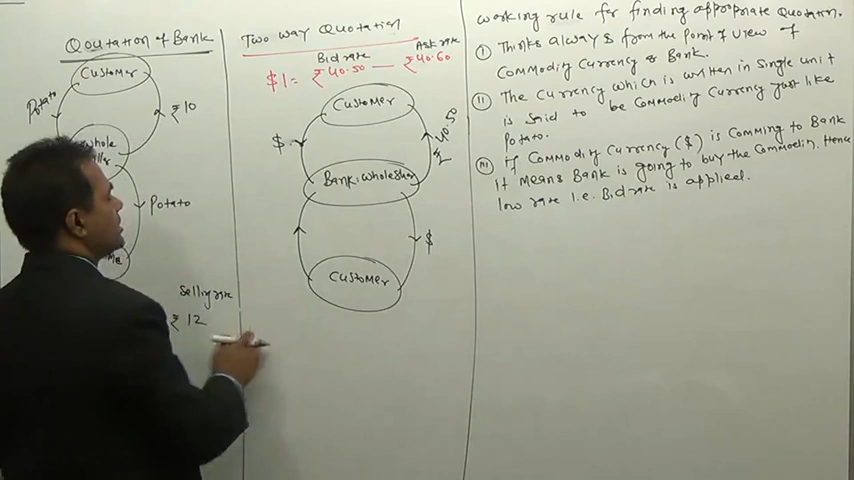 Qoutation of Bank
Customer
Potato
₹ 10
whole
Potato
Me
Selling rate
₹ 12
Two way Quotation
Bid rate
Ask rate
$1 = ₹ 40.50 — ₹ 40.60
Customer
$
₹ 40.50
Bank: wholesaler
$
Customer
working rule for finding appropriate Quotation.
(I) Thinks always $ from the Point of View of
Commodity Currency & Bank.
(II) The Currency which is written in Single unit
is said to be Commodity Currency just like
Potato.
(III) If Commodity Currency ($) is Comming to Bank
It means Bank is going to buy the Commodity. Hence
low rate i.e. Bid rate is applied.